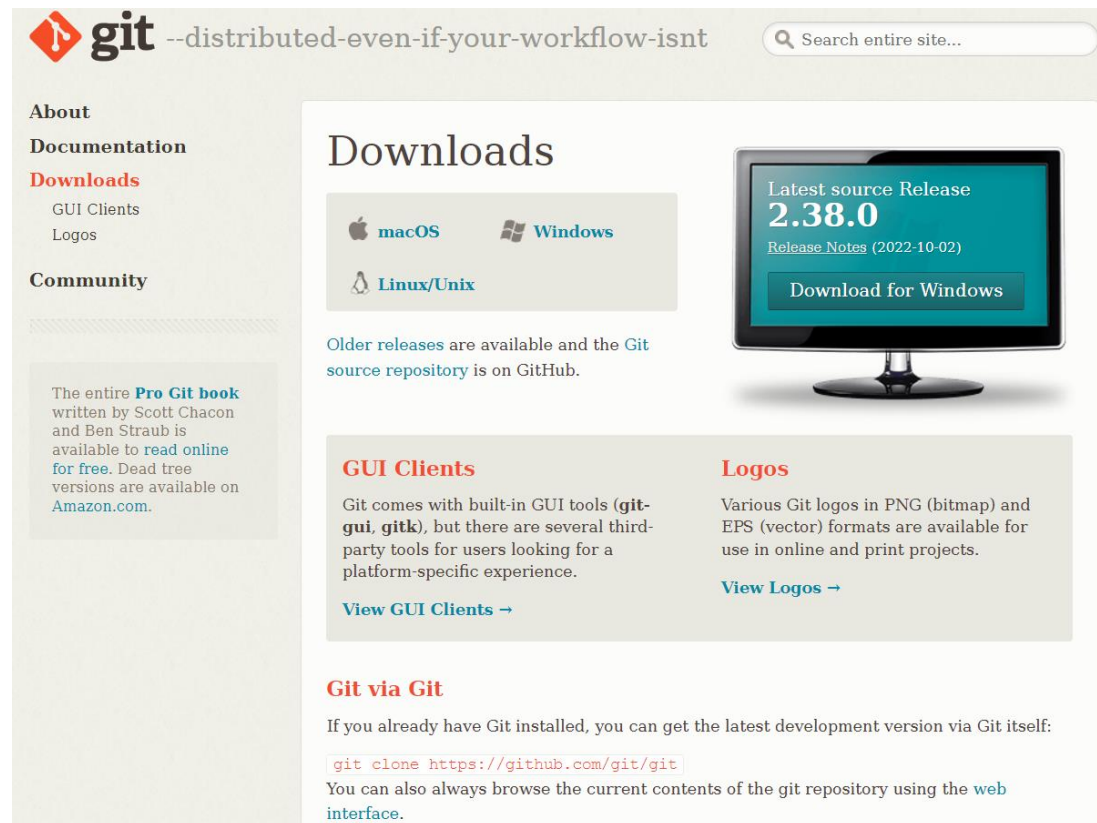 git --distributed-even-if-your-workflow-isnt
Search entire site...
About
Documentation
Downloads
GUI Clients
Logos
Community
The entire Pro Git book
written by Scott Chacon
and Ben Straub is
available to read online
for free. Dead tree
versions are available on
Amazon.com.
Downloads
macOS
Windows
Linux/Unix
Older releases are available and the Git
source repository is on GitHub.
Latest source Release
2.38.0
Release Notes (2022-10-02)
Download for Windows
GUI Clients
Git comes with built-in GUI tools (git-
gui, gitk), but there are several third-
party tools for users looking for a
platform-specific experience.
View GUI Clients →
Logos
Various Git logos in PNG (bitmap) and
EPS (vector) formats are available for
use in online and print projects.
View Logos →
Git via Git
If you already have Git installed, you can get the latest development version via Git itself:
git clone https://github.com/git/git
You can also always browse the current contents of the git repository using the web
interface.